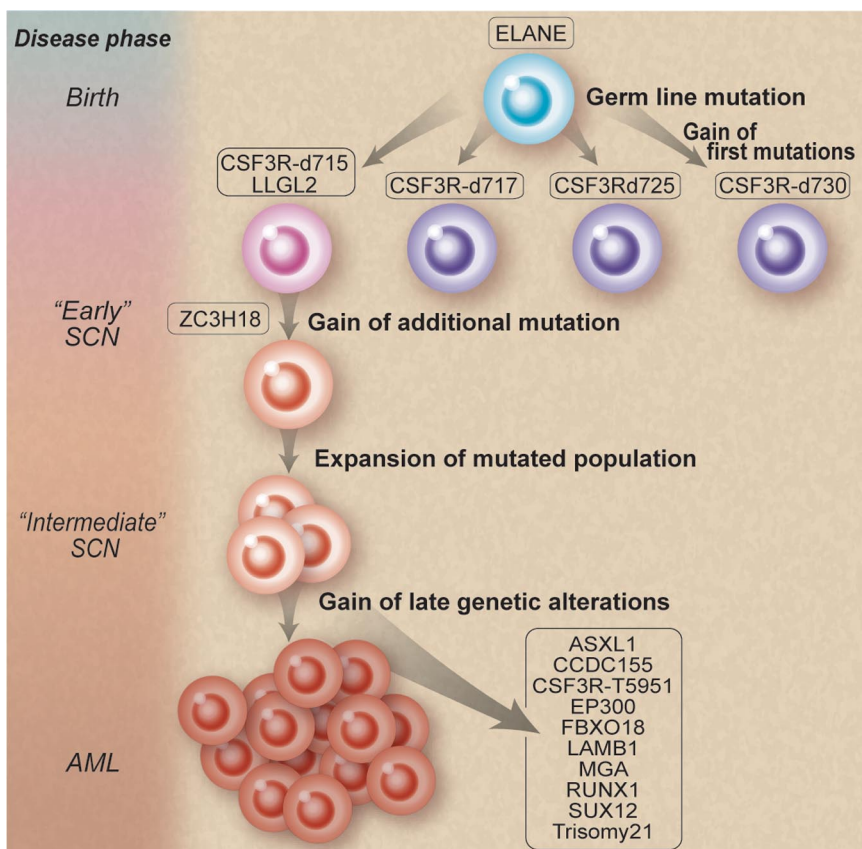 Disease phase
ELANE
Birth
Germ line mutation
Gain of
first mutations
CSF3R-d715
LLGL2
CSF3R-d717
CSF3Rd725
CSF3R-d730
"Early"
SCN
ZC3H18
Gain of additional mutation
Expansion of mutated population
"Intermediate"
SCN
Gain of late genetic alterations
ASXL1
CCDC155
CSF3R-T5951
EP300
FBXO18
LAMB1
MGA
RUNX1
SUX12
Trisomy21
AML